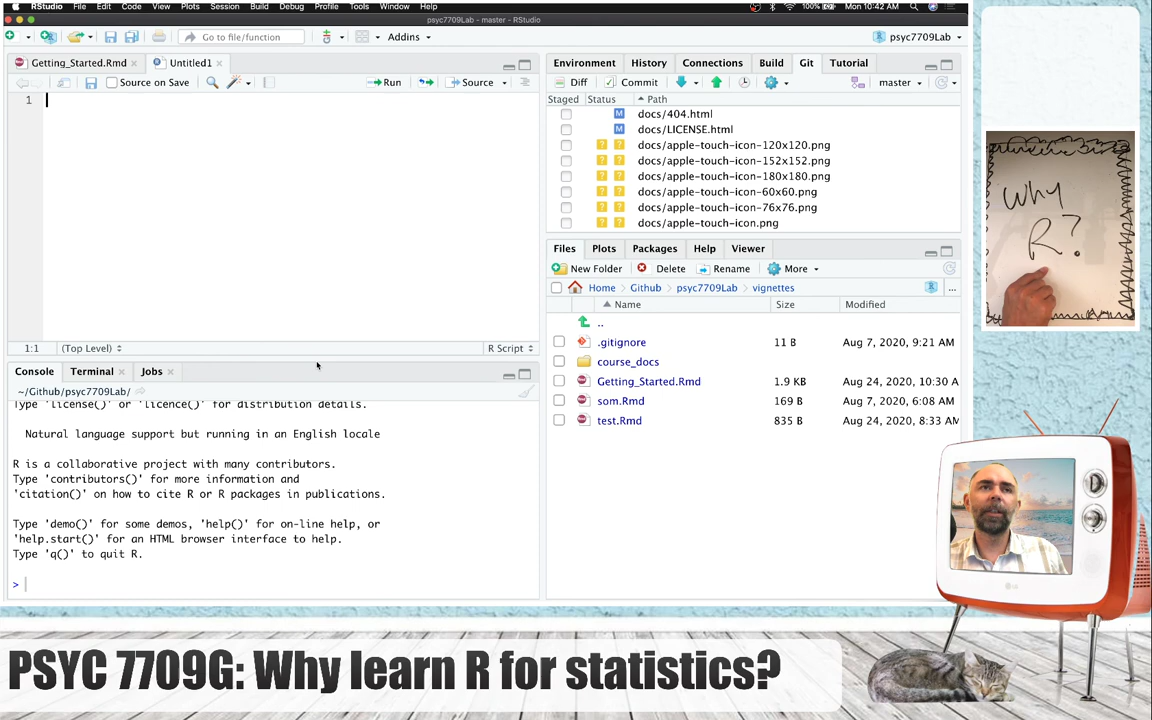 RStudio File Edit Code View Plots Session Build Debug Profile Tools Window Help 100% Mon 10:42 AM
psyc7709Lab - master - RStudio
Go to file/function Addins psyc7709Lab
Getting_Started.Rmd Untitled1
Source on Save Run Source
1
1:1 (Top Level) R Script
Console Terminal Jobs
~/Github/psyc7709Lab/
Type 'license()' or 'licence()' for distribution details.
Natural language support but running in an English locale
R is a collaborative project with many contributors.
Type 'contributors()' for more information and
'citation()' on how to cite R or R packages in publications.
Type 'demo()' for some demos, 'help()' for on-line help, or
'help.start()' for an HTML browser interface to help.
Type 'q()' to quit R.
>
Environment History Connections Build Git Tutorial
Diff Commit master
Staged Status Path
M docs/404.html
M docs/LICENSE.html
? ? docs/apple-touch-icon-120x120.png
? ? docs/apple-touch-icon-152x152.png
? ? docs/apple-touch-icon-180x180.png
? ? docs/apple-touch-icon-60x60.png
? ? docs/apple-touch-icon-76x76.png
? ? docs/apple-touch-icon.png
Files Plots Packages Help Viewer
New Folder Delete Rename More
Home Github psyc7709Lab vignettes ...
Name Size Modified
..
.gitignore 11 B Aug 7, 2020, 9:21 AM
course_docs
Getting_Started.Rmd 1.9 KB Aug 24, 2020, 10:30 A
som.Rmd 169 B Aug 7, 2020, 6:08 AM
test.Rmd 835 B Aug 24, 2020, 8:33 AM
Why
R?
LG
PSYC 7709G: Why learn R for statistics?